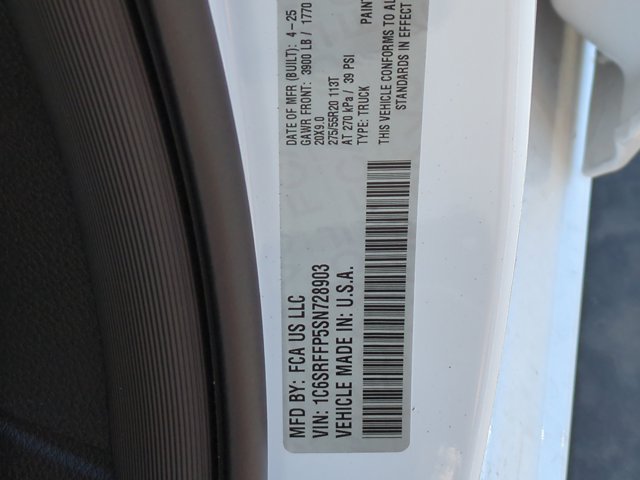 MFD BY: FCA US LLC
VIN: 1C6SRFFP5SN728903
VEHICLE MADE IN: U.S.A.
DATE OF MFR (BUILT): 4-25
GAWR FRONT: 3900 LB / 1770
20X9.0
275/55R20 113T
AT 270 kPa / 39 PSI
TYPE: TRUCK
PAIN
THIS VEHICLE CONFORMS TO AL
STANDARDS IN EFFECT